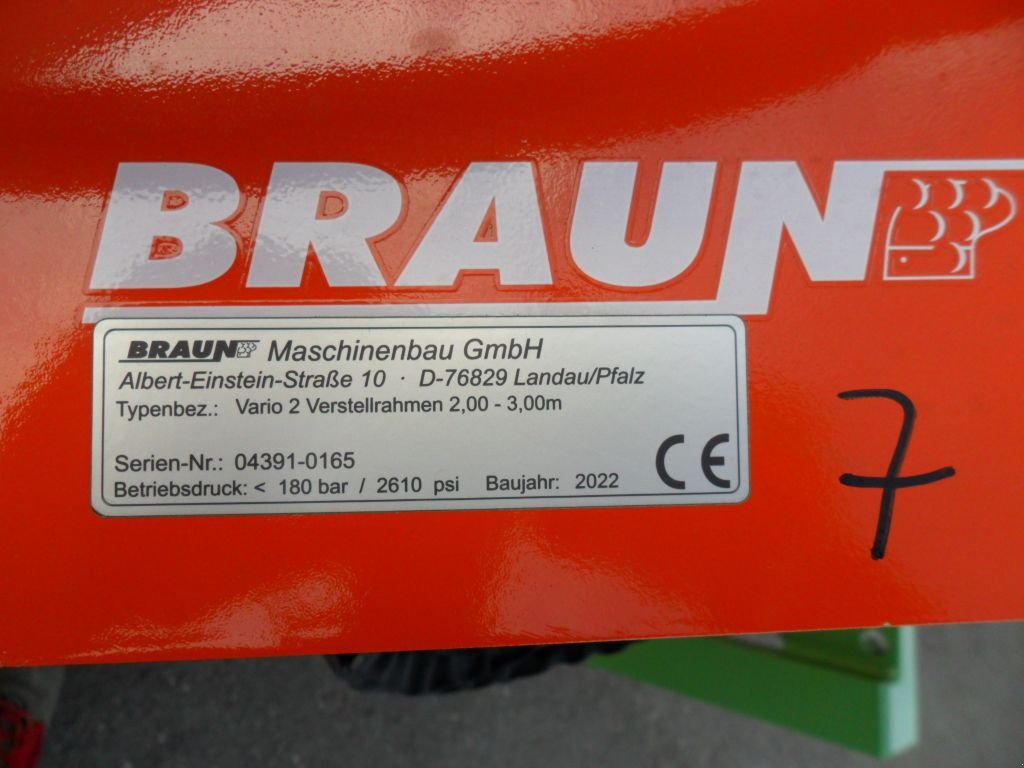 BRAUN
BRAUN Maschinenbau GmbH
Albert-Einstein-Straße 10 · D-76829 Landau/Pfalz
Typenbez.: Vario 2 Verstellrahmen 2,00 - 3,00m
Serien-Nr.: 04391-0165
Betriebsdruck: < 180 bar / 2610 psi Baujahr: 2022
CE
7